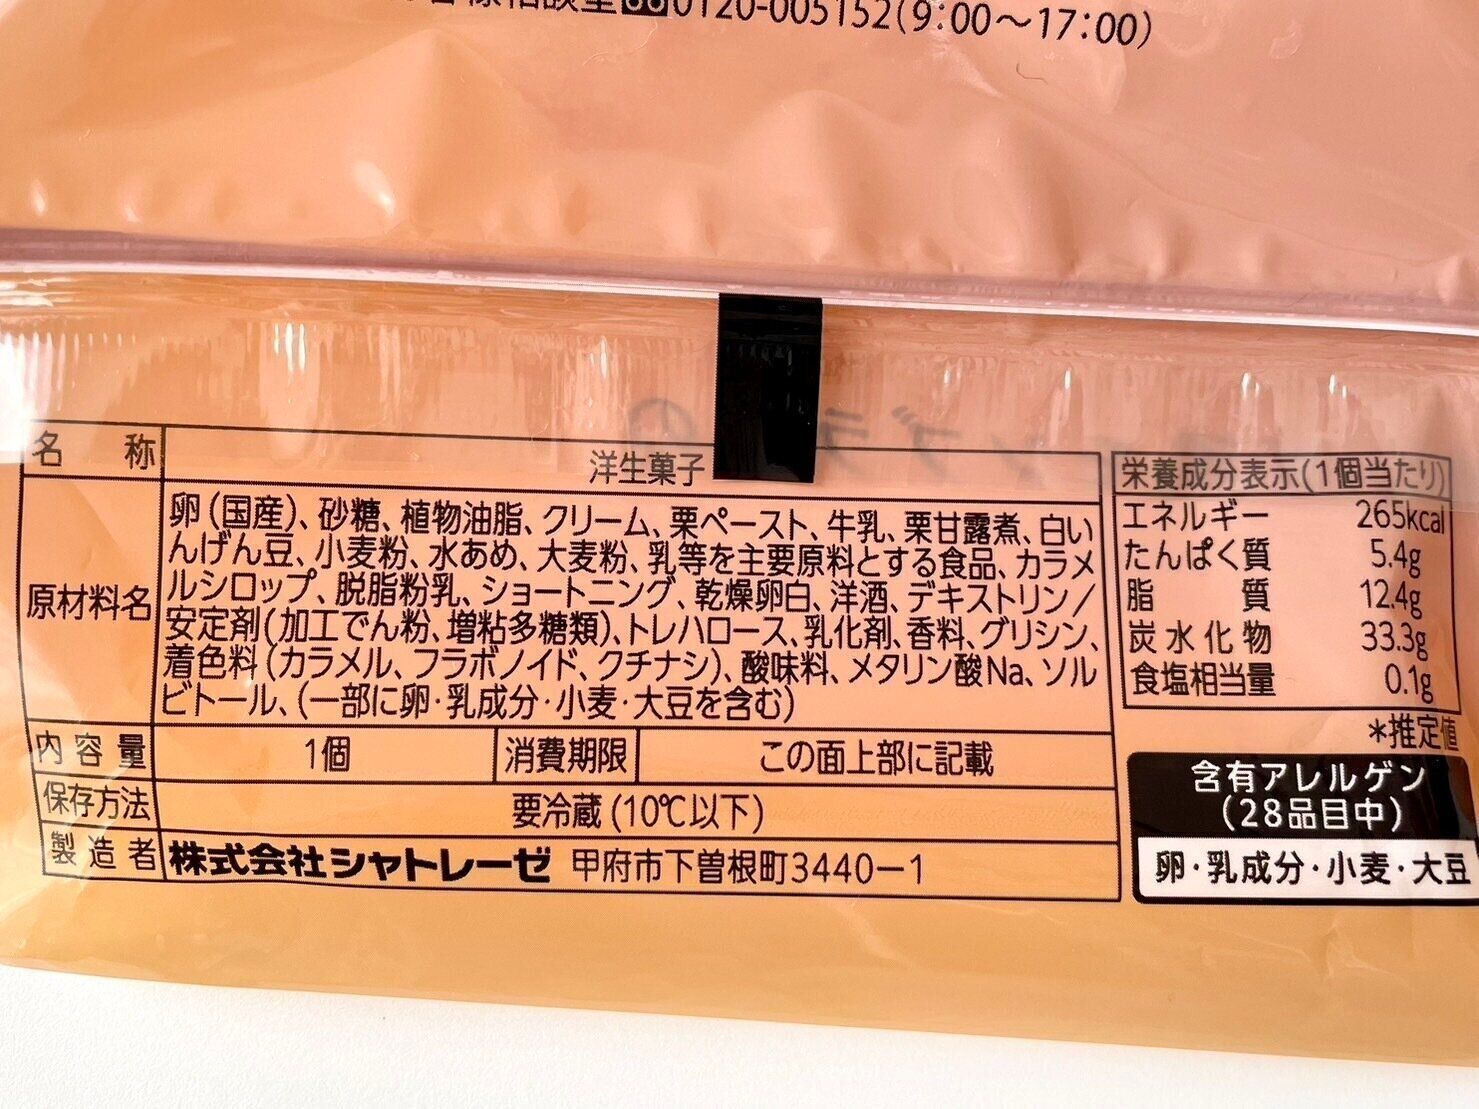 0120-005152(9:00〜17:00)
名称 洋生菓子
原材料名
卵(国産)、砂糖、植物油脂、クリーム、栗ペースト、牛乳、栗甘露煮、白い
んげん豆、小麦粉、水あめ、大麦粉、乳等を主要原料とする食品、カラメ
ルシロップ、脱脂粉乳、ショートニング、乾燥卵白、洋酒、デキストリン/
安定剤(加工でん粉、増粘多糖類)、トレハロース、乳化剤、香料、グリシン、
着色料(カラメル、フラボノイド、クチナシ)、酸味料、メタリン酸Na、ソル
ビトール、(一部に卵・乳成分・小麦・大豆を含む)
内容量 1個 消費期限 この面上部に記載
保存方法 要冷蔵(10℃以下)
製造者 株式会社シャトレーゼ 甲府市下曽根町3440-1
栄養成分表示(1個当たり)
エネルギー 265kcal
たんぱく質 5.4g
脂質 12.4g
炭水化物 33.3g
食塩相当量 0.1g
*推定値
含有アレルゲン
(28品目中)
卵・乳成分・小麦・大豆